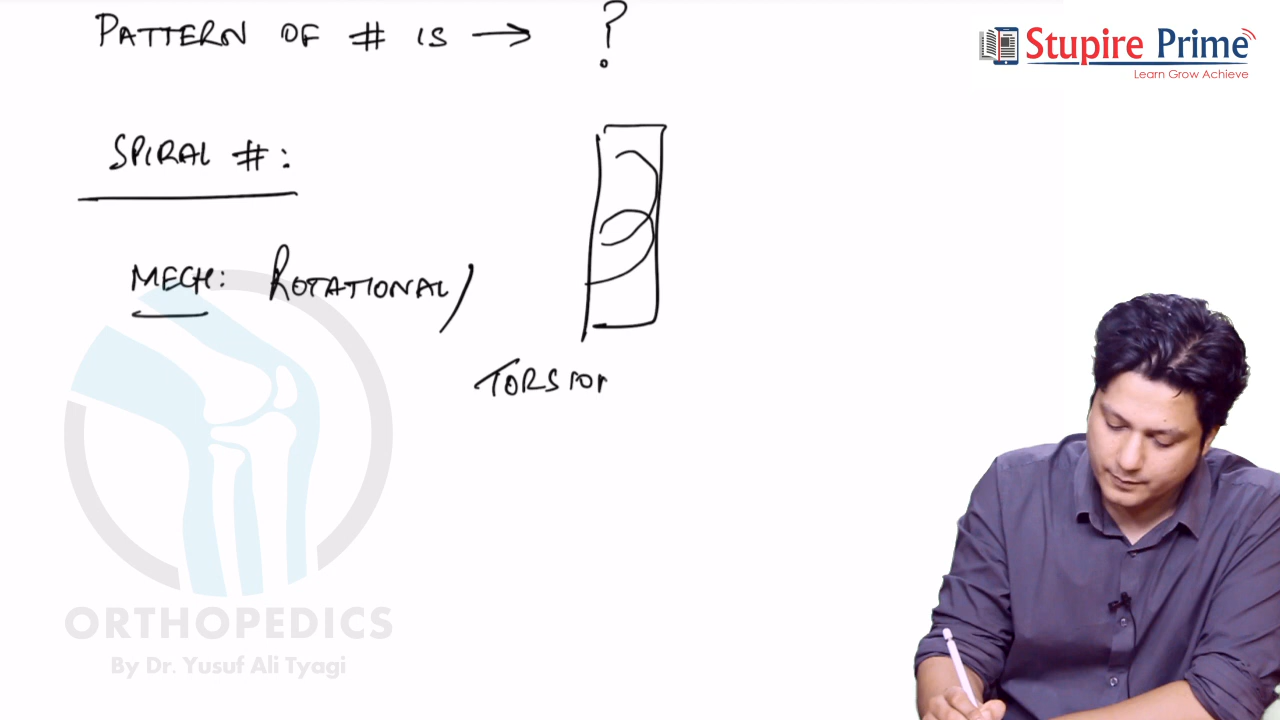 PATTERN OF # IS → ?
Stupire Prime
Learn Grow Achieve
SPIRAL #:
MECH: ROTATIONAL/
TORSION
ORTHOPEDICS
By Dr. Yusuf Ali Tyagi